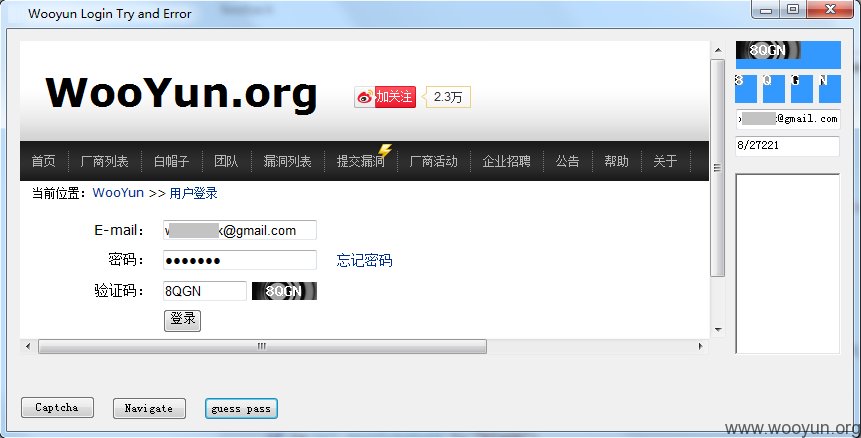 Wooyun Login Try and Error
WooYun.org
加关注 2.3万
首页 厂商列表 白帽子 团队 漏洞列表 提交漏洞 厂商活动 企业招聘 公告 帮助 关于
当前位置：WooYun >> 用户登录
E-mail： k@gmail.com
密码： ●●●●●●● 忘记密码
验证码： 8QGN 8QGN
登录
8QGN
8 Q G N
@gmail.com
8/27221
Captcha Navigate guess pass
www.wooyun.org